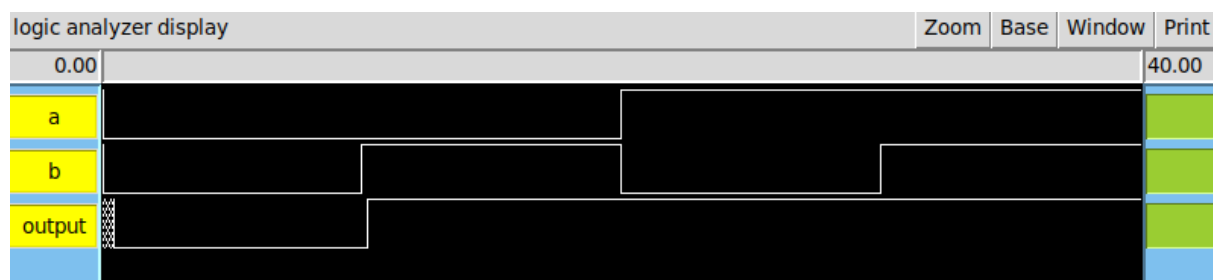 logic analyzer display Zoom Base Window Print
0.00 40.00
a
b
output